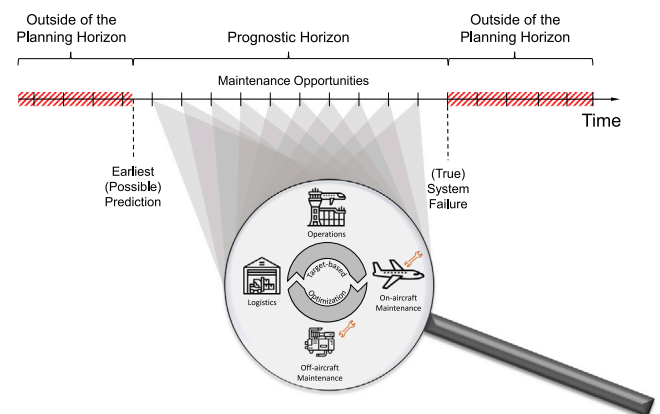 Outside of the
Planning Horizon
Prognostic Horizon
Outside of the
Planning Horizon
Maintenance Opportunities
Time
Earliest
(Possible)
Prediction
(True)
System
Failure
Operations
Target-based
Optimization
Logistics
On-aircraft
Maintenance
Off-aircraft
Maintenance